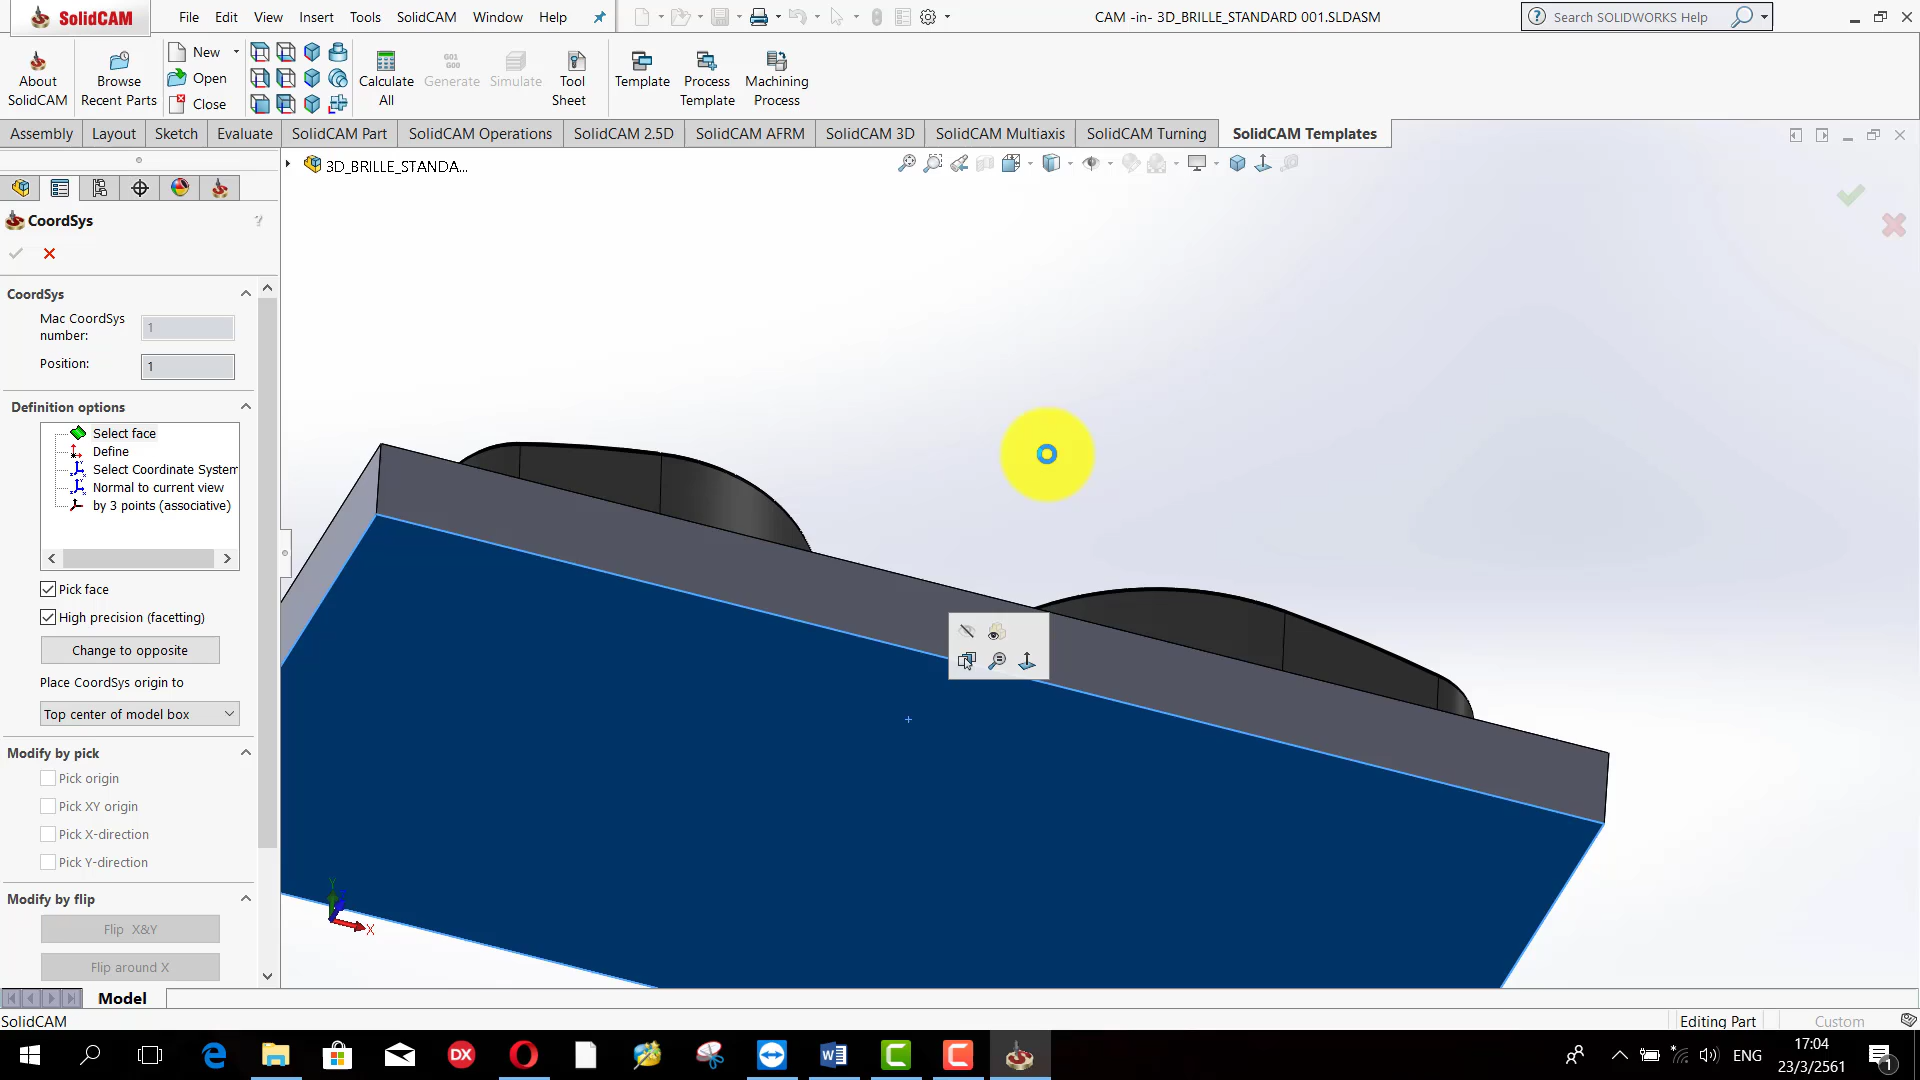 SolidCAM
File Edit View Insert Tools SolidCAM Window Help
CAM -in- 3D_BRILLE_STANDARD 001.SLDASM
Search SOLIDWORKS Help
About SolidCAM
Browse Recent Parts
New
Open
Close
Calculate All
G01 G00
Generate
Simulate
Tool Sheet
Template
Process Template
Machining Process
Assembly Layout Sketch Evaluate SolidCAM Part SolidCAM Operations SolidCAM 2.5D SolidCAM AFRM SolidCAM 3D SolidCAM Multiaxis SolidCAM Turning SolidCAM Templates
3D_BRILLE_STANDA...
CoordSys
CoordSys
Mac CoordSys number: 1
Position: 1
Definition options
Select face
Define
Select Coordinate System
Normal to current view
by 3 points (associative)
Pick face
High precision (facetting)
Change to opposite
Place CoordSys origin to
Top center of model box
Modify by pick
Pick origin
Pick XY origin
Pick X-direction
Pick Y-direction
Modify by flip
Flip X&Y
Flip around X
Y
X
Model
SolidCAM
Editing Part
Custom
DX
ENG
17:04
23/3/2561
1